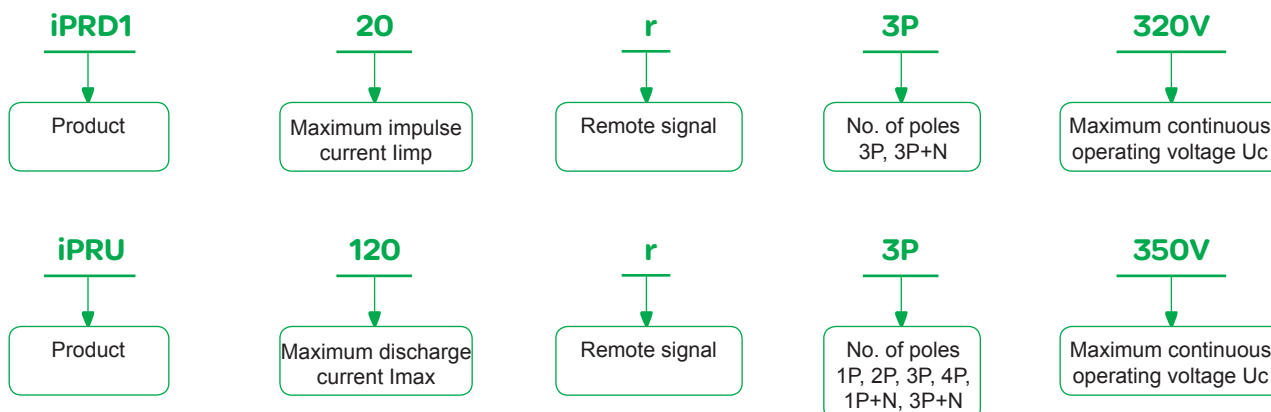 iPRD1 20 r 3P 320V
Product
Maximum impulse
current Iimp
Remote signal
No. of poles
3P, 3P+N
Maximum continuous
operating voltage Uc
iPRU 120 r 3P 350V
Product
Maximum discharge
current Imax
Remote signal
No. of poles
1P, 2P, 3P, 4P,
1P+N, 3P+N
Maximum continuous
operating voltage Uc